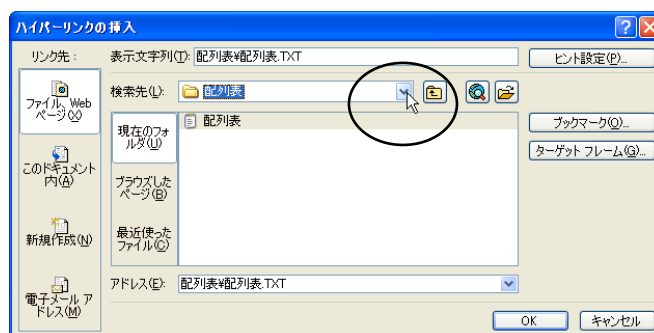 ハイパーリンクの挿入
リンク先:
表示文字列(T): 配列表¥配列表.TXT
ヒント設定(P)...
ファイル、Web
ページ(X)
検索先(L):
配列表
現在のフォ
ルダ(U)
配列表
ブックマーク(O)...
ターゲット フレーム(G)...
このドキュメント
内(A)
ブラウズした
ページ(B)
新規作成(N)
最近使った
ファイル(C)
電子メール ア
ドレス(M)
アドレス(E): 配列表¥配列表.TXT
OK
キャンセル